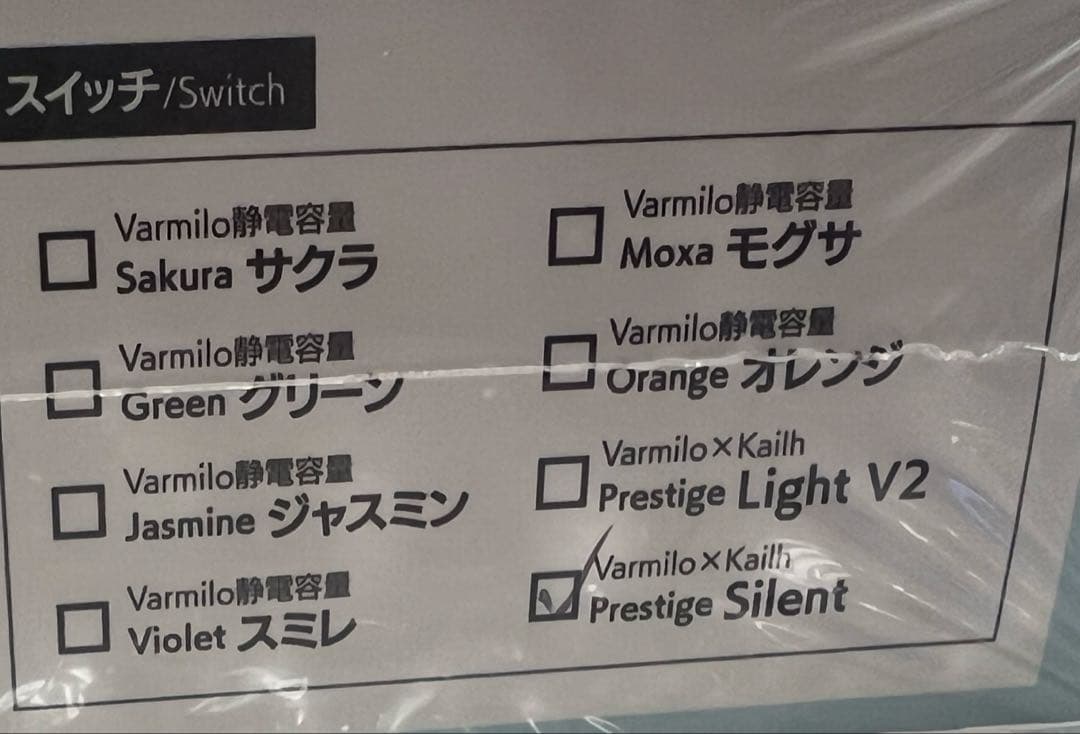 スイッチ/Switch
Varmilo静電容量
Sakura サクラ
Varmilo静電容量
Green グリーン
Varmilo静電容量
Jasmine ジャスミン
Varmilo静電容量
Violet スミレ
Varmilo静電容量
Moxa モグサ
Varmilo静電容量
Orange オレンジ
Varmilo×Kailh
Prestige Light V2
Varmilo×Kailh
Prestige Silent